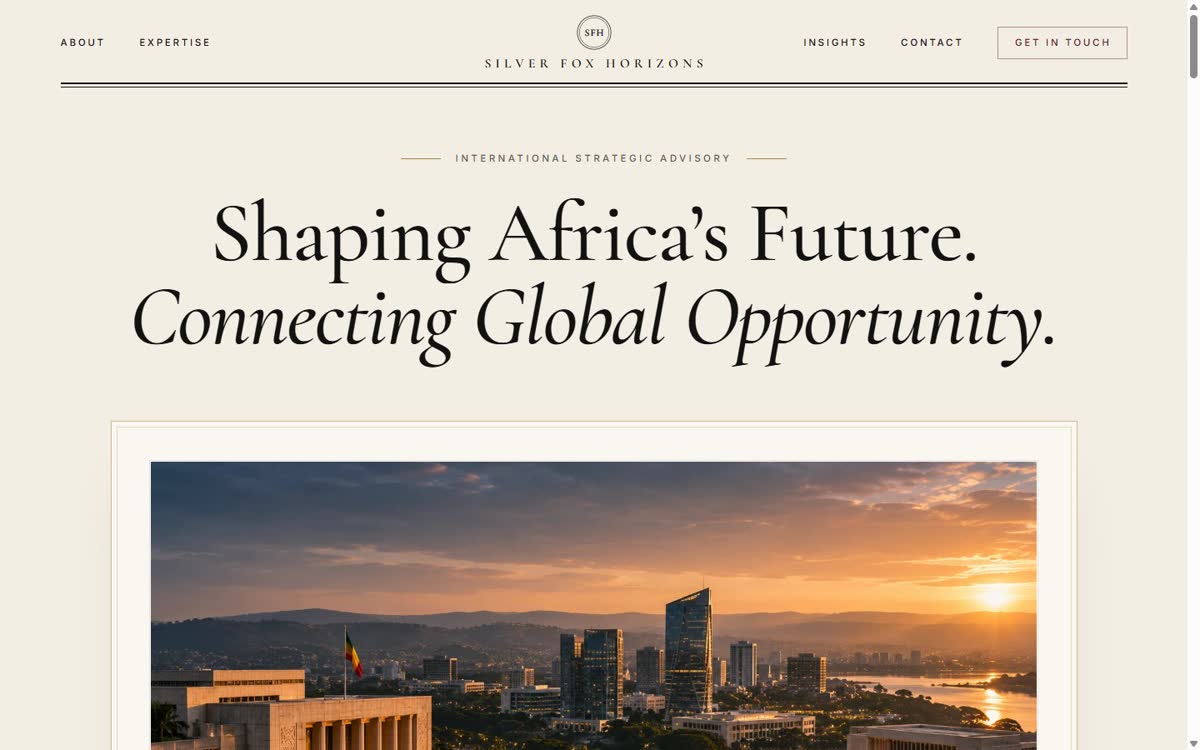 ABOUT
EXPERTISE
SFH
SILVER FOX HORIZONS
INSIGHTS
CONTACT
GET IN TOUCH
INTERNATIONAL STRATEGIC ADVISORY
Shaping Africa’s Future.
Connecting Global Opportunity.